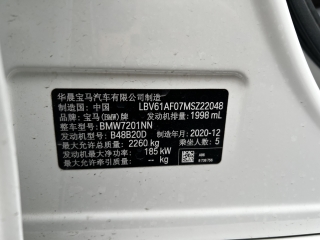 华晨宝马汽车有限公司制造
中国制造 LBV61AF07MSZ22048
品牌:宝马(BMW)牌 发动机排量:1998 mL
整车型号:BMW7201NN
发动机型号:B48B20D 制造年月:2020-12
最大允许总质量:2260 kg 乘坐人数:5
发动机最大净功率:185 kW
最大允许牵引质量:-- kg